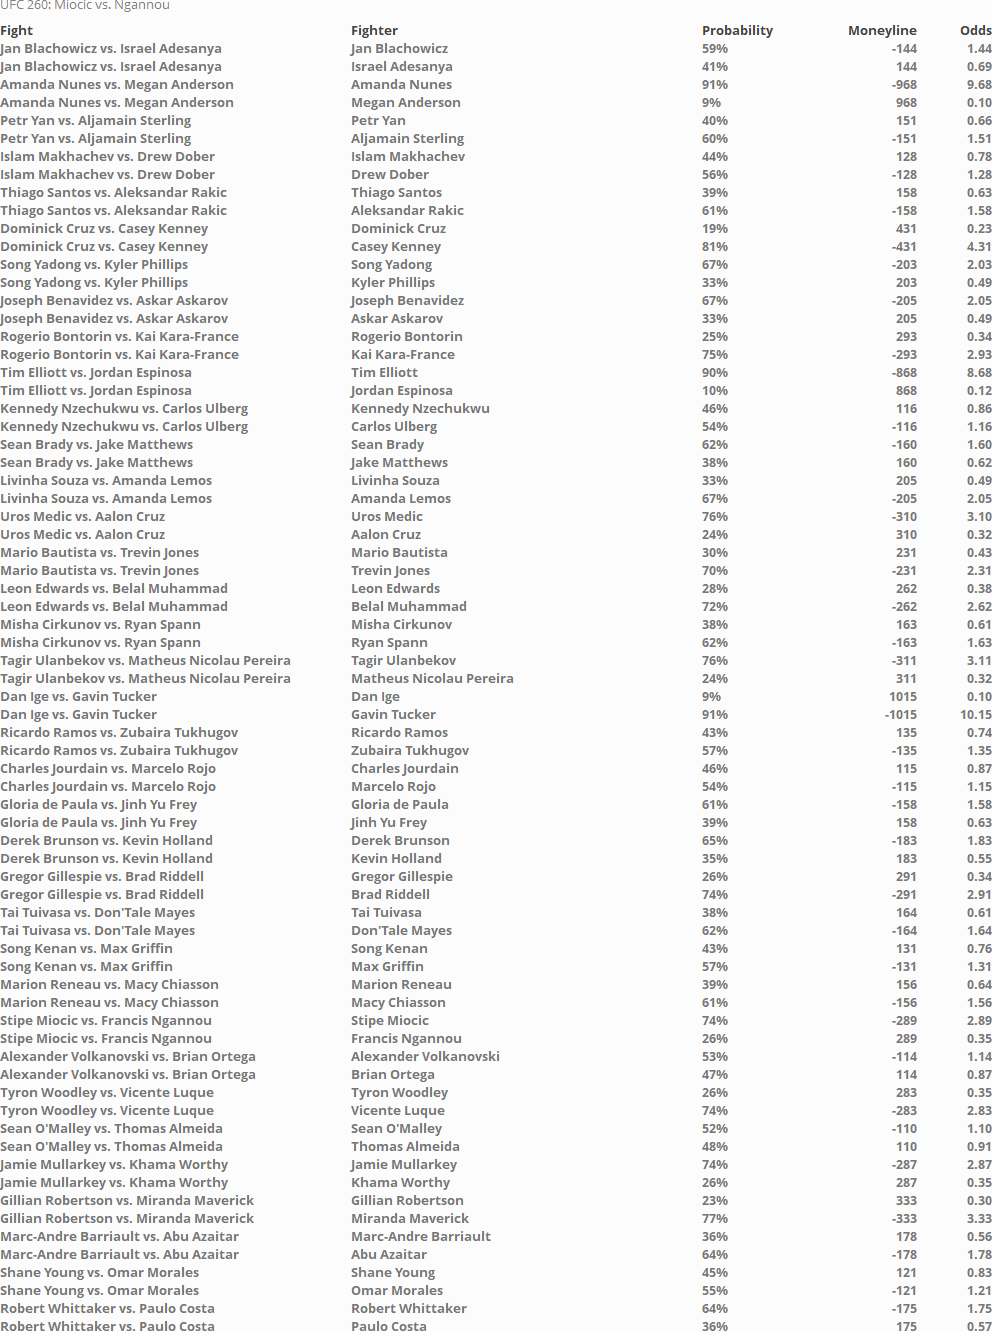 UFC 260: Miocic vs. Ngannou
Fight Fighter Probability Moneyline Odds
Jan Blachowicz vs. Israel Adesanya Jan Blachowicz 59% -144 1.44
Jan Blachowicz vs. Israel Adesanya Israel Adesanya 41% 144 0.69
Amanda Nunes vs. Megan Anderson Amanda Nunes 91% -968 9.68
Amanda Nunes vs. Megan Anderson Megan Anderson 9% 968 0.10
Petr Yan vs. Aljamain Sterling Petr Yan 40% 151 0.66
Petr Yan vs. Aljamain Sterling Aljamain Sterling 60% -151 1.51
Islam Makhachev vs. Drew Dober Islam Makhachev 44% 128 0.78
Islam Makhachev vs. Drew Dober Drew Dober 56% -128 1.28
Thiago Santos vs. Aleksandar Rakic Thiago Santos 39% 158 0.63
Thiago Santos vs. Aleksandar Rakic Aleksandar Rakic 61% -158 1.58
Dominick Cruz vs. Casey Kenney Dominick Cruz 19% 431 0.23
Dominick Cruz vs. Casey Kenney Casey Kenney 81% -431 4.31
Song Yadong vs. Kyler Phillips Song Yadong 67% -203 2.03
Song Yadong vs. Kyler Phillips Kyler Phillips 33% 203 0.49
Joseph Benavidez vs. Askar Askarov Joseph Benavidez 67% -205 2.05
Joseph Benavidez vs. Askar Askarov Askar Askarov 33% 205 0.49
Rogerio Bontorin vs. Kai Kara-France Rogerio Bontorin 25% 293 0.34
Rogerio Bontorin vs. Kai Kara-France Kai Kara-France 75% -293 2.93
Tim Elliott vs. Jordan Espinosa Tim Elliott 90% -868 8.68
Tim Elliott vs. Jordan Espinosa Jordan Espinosa 10% 868 0.12
Kennedy Nzechukwu vs. Carlos Ulberg Kennedy Nzechukwu 46% 116 0.86
Kennedy Nzechukwu vs. Carlos Ulberg Carlos Ulberg 54% -116 1.16
Sean Brady vs. Jake Matthews Sean Brady 62% -160 1.60
Sean Brady vs. Jake Matthews Jake Matthews 38% 160 0.62
Livinha Souza vs. Amanda Lemos Livinha Souza 33% 205 0.49
Livinha Souza vs. Amanda Lemos Amanda Lemos 67% -205 2.05
Uros Medic vs. Aalon Cruz Uros Medic 76% -310 3.10
Uros Medic vs. Aalon Cruz Aalon Cruz 24% 310 0.32
Mario Bautista vs. Trevin Jones Mario Bautista 30% 231 0.43
Mario Bautista vs. Trevin Jones Trevin Jones 70% -231 2.31
Leon Edwards vs. Belal Muhammad Leon Edwards 28% 262 0.38
Leon Edwards vs. Belal Muhammad Belal Muhammad 72% -262 2.62
Misha Cirkunov vs. Ryan Spann Misha Cirkunov 38% 163 0.61
Misha Cirkunov vs. Ryan Spann Ryan Spann 62% -163 1.63
Tagir Ulanbekov vs. Matheus Nicolau Pereira Tagir Ulanbekov 76% -311 3.11
Tagir Ulanbekov vs. Matheus Nicolau Pereira Matheus Nicolau Pereira 24% 311 0.32
Dan Ige vs. Gavin Tucker Dan Ige 9% 1015 0.10
Dan Ige vs. Gavin Tucker Gavin Tucker 91% -1015 10.15
Ricardo Ramos vs. Zubaira Tukhugov Ricardo Ramos 43% 135 0.74
Ricardo Ramos vs. Zubaira Tukhugov Zubaira Tukhugov 57% -135 1.35
Charles Jourdain vs. Marcelo Rojo Charles Jourdain 46% 115 0.87
Charles Jourdain vs. Marcelo Rojo Marcelo Rojo 54% -115 1.15
Gloria de Paula vs. Jinh Yu Frey Gloria de Paula 61% -158 1.58
Gloria de Paula vs. Jinh Yu Frey Jinh Yu Frey 39% 158 0.63
Derek Brunson vs. Kevin Holland Derek Brunson 65% -183 1.83
Derek Brunson vs. Kevin Holland Kevin Holland 35% 183 0.55
Gregor Gillespie vs. Brad Riddell Gregor Gillespie 26% 291 0.34
Gregor Gillespie vs. Brad Riddell Brad Riddell 74% -291 2.91
Tai Tuivasa vs. Don'Tale Mayes Tai Tuivasa 38% 164 0.61
Tai Tuivasa vs. Don'Tale Mayes Don'Tale Mayes 62% -164 1.64
Song Kenan vs. Max Griffin Song Kenan 43% 131 0.76
Song Kenan vs. Max Griffin Max Griffin 57% -131 1.31
Marion Reneau vs. Macy Chiasson Marion Reneau 39% 156 0.64
Marion Reneau vs. Macy Chiasson Macy Chiasson 61% -156 1.56
Stipe Miocic vs. Francis Ngannou Stipe Miocic 74% -289 2.89
Stipe Miocic vs. Francis Ngannou Francis Ngannou 26% 289 0.35
Alexander Volkanovski vs. Brian Ortega Alexander Volkanovski 53% -114 1.14
Alexander Volkanovski vs. Brian Ortega Brian Ortega 47% 114 0.87
Tyron Woodley vs. Vicente Luque Tyron Woodley 26% 283 0.35
Tyron Woodley vs. Vicente Luque Vicente Luque 74% -283 2.83
Sean O'Malley vs. Thomas Almeida Sean O'Malley 52% -110 1.10
Sean O'Malley vs. Thomas Almeida Thomas Almeida 48% 110 0.91
Jamie Mullarkey vs. Khama Worthy Jamie Mullarkey 74% -287 2.87
Jamie Mullarkey vs. Khama Worthy Khama Worthy 26% 287 0.35
Gillian Robertson vs. Miranda Maverick Gillian Robertson 23% 333 0.30
Gillian Robertson vs. Miranda Maverick Miranda Maverick 77% -333 3.33
Marc-Andre Barriault vs. Abu Azaitar Marc-Andre Barriault 36% 178 0.56
Marc-Andre Barriault vs. Abu Azaitar Abu Azaitar 64% -178 1.78
Shane Young vs. Omar Morales Shane Young 45% 121 0.83
Shane Young vs. Omar Morales Omar Morales 55% -121 1.21
Robert Whittaker vs. Paulo Costa Robert Whittaker 64% -175 1.75
Robert Whittaker vs. Paulo Costa Paulo Costa 36% 175 0.57